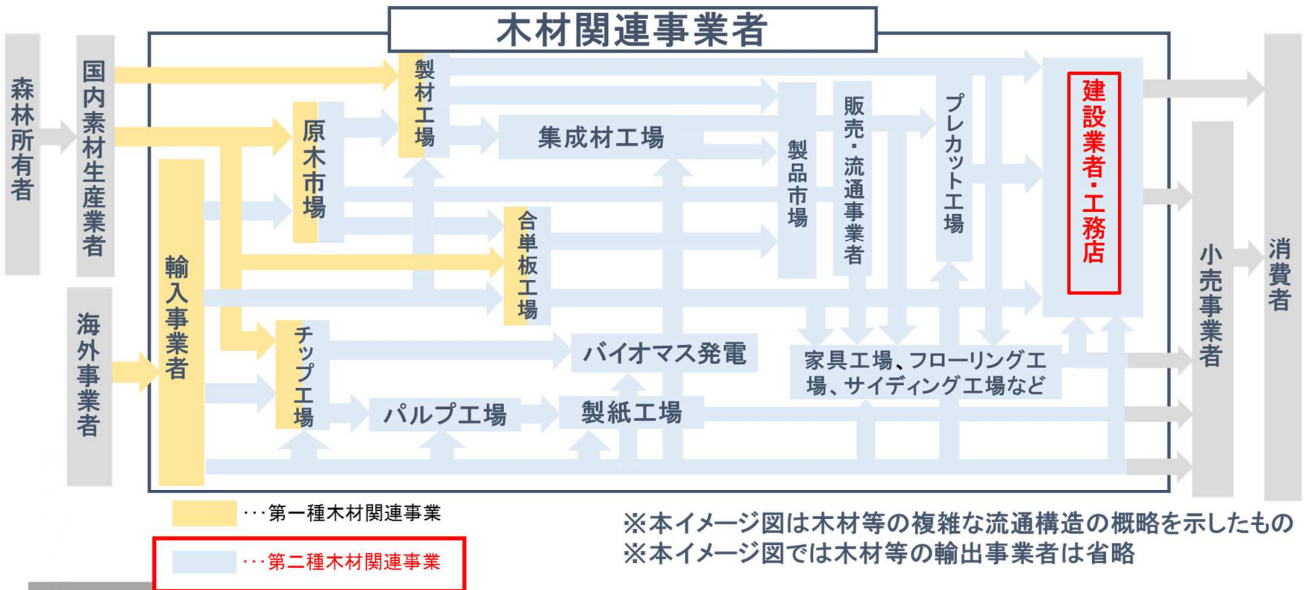 木材関連事業者
森林所有者
国内素材生産業者
海外事業者
輸入事業者
原木市場
製材工場
集成材工場
合単板工場
チップ工場
パルプ工場
製紙工場
バイオマス発電
製品市場
販売・流通事業者
プレカット工場
家具工場、フローリング工
場、サイディング工場など
建設業者・工務店
小売事業者
消費者
･･･第一種木材関連事業
･･･第二種木材関連事業
※本イメージ図は木材等の複雑な流通構造の概略を示したもの
※本イメージ図では木材等の輸出事業者は省略